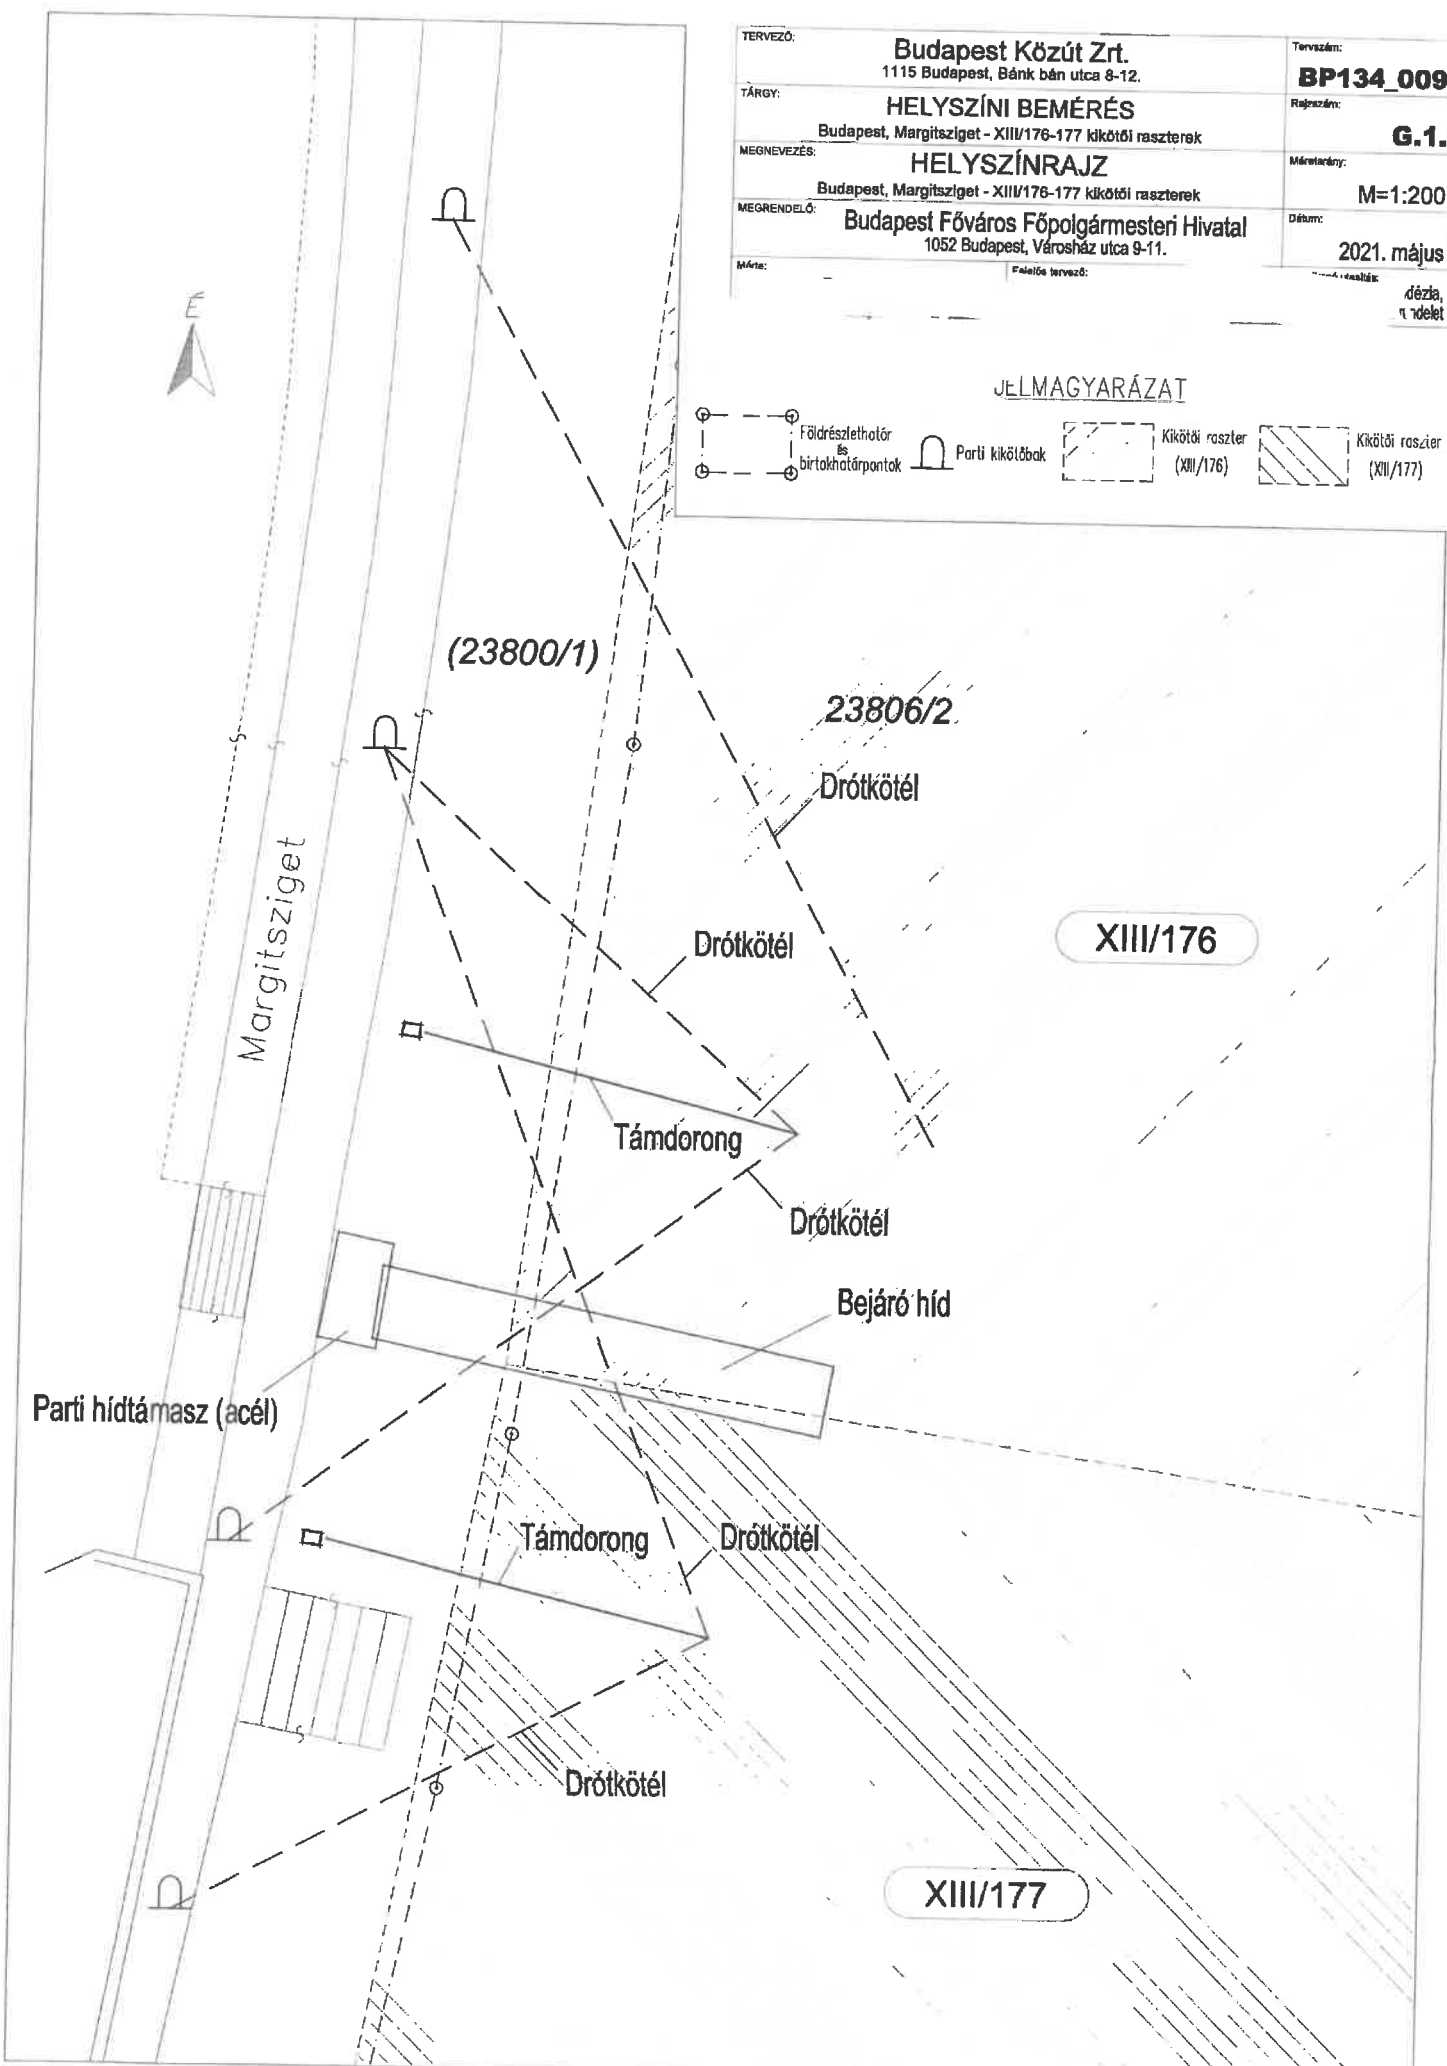 TERVEZŐ:
Budapest Közút Zrt.
1115 Budapest, Bánk bán utca 8-12.
Tervszám:
BP134_009
TÁRGY:
HELYSZÍNI BEMÉRÉS
Budapest, Margitsziget - XIII/176-177 kikötői raszterek
Rajzszám:
G.1.
MEGNEVEZÉS:
HELYSZÍNRAJZ
Budapest, Margitsziget - XIII/176-177 kikötői raszterek
Méretarány:
M=1:200
MEGRENDELŐ:
Budapest Főváros Főpolgármesteri Hivatal
1052 Budapest, Városház utca 9-11.
Dátum:
2021. május
Mérte:
Felelős tervező:
dézia,
ndelet
JELMAGYARÁZAT
Földrészlethatár
és
birtokhatárpontok
Parti kikötőbak
Kikötői raszter
(XIII/176)
Kikötői raszter
(XIII/177)
É
(23800/1)
23806/2
Drótkötél
Margitsziget
Drótkötél
XIII/176
Támdorong
Drótkötél
Bejáró híd
Parti hídtámasz (acél)
Támdorong
Drótkötél
Drótkötél
XIII/177